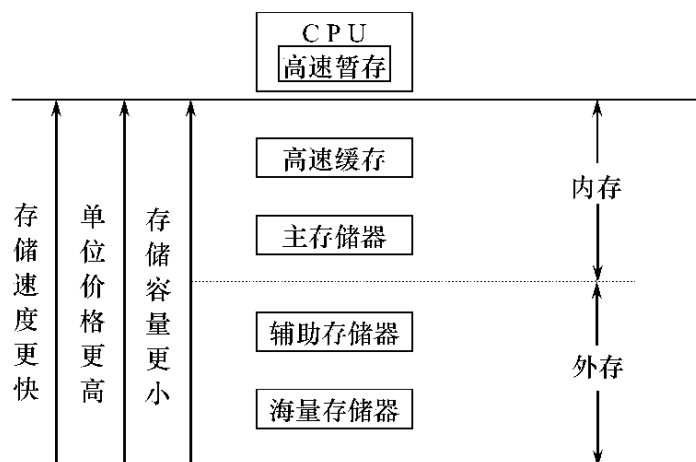 CPU
高速暂存
高速缓存
主存储器
辅助存储器
海量存储器
存储速度更快
单位价格更高
存储容量更小
内存
外存